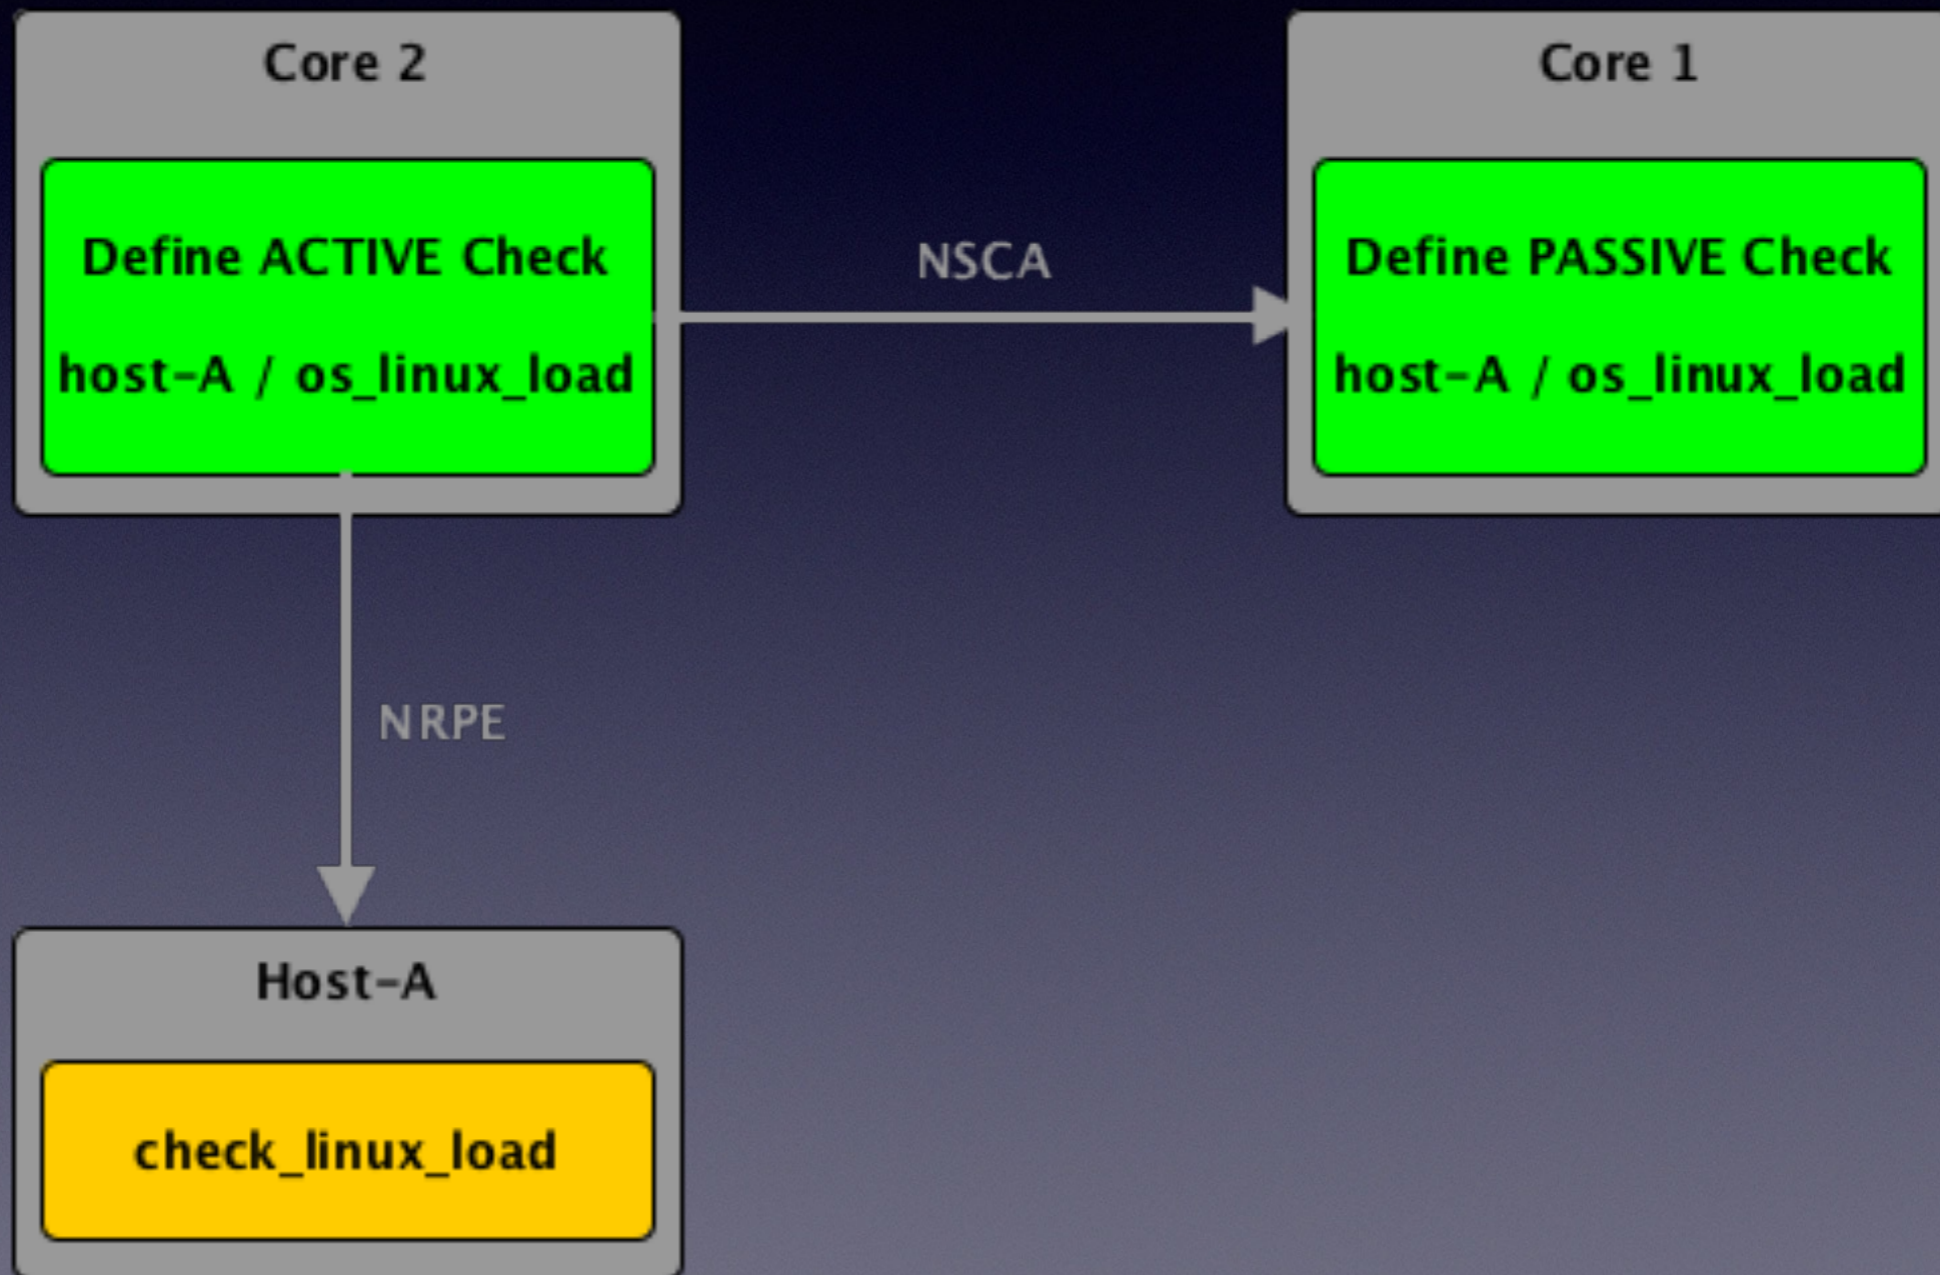 Core 2
Define ACTIVE Check
host-A / os_linux_load
NSCA
Core 1
Define PASSIVE Check
host-A / os_linux_load
NRPE
Host-A
check_linux_load